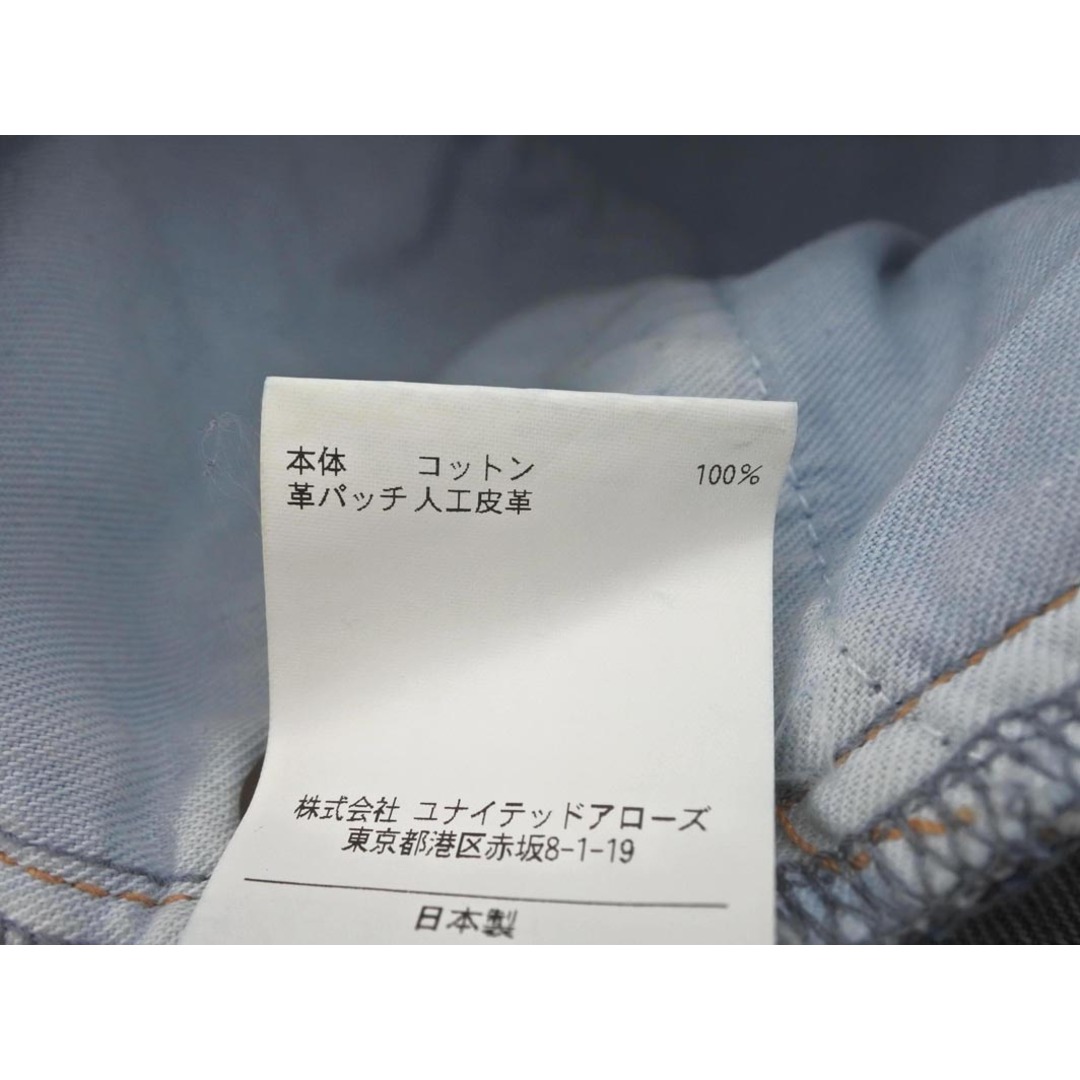 本体 コットン 100%
革パッチ 人工皮革
株式会社 ユナイテッドアローズ
東京都港区赤坂8-1-19
日本製